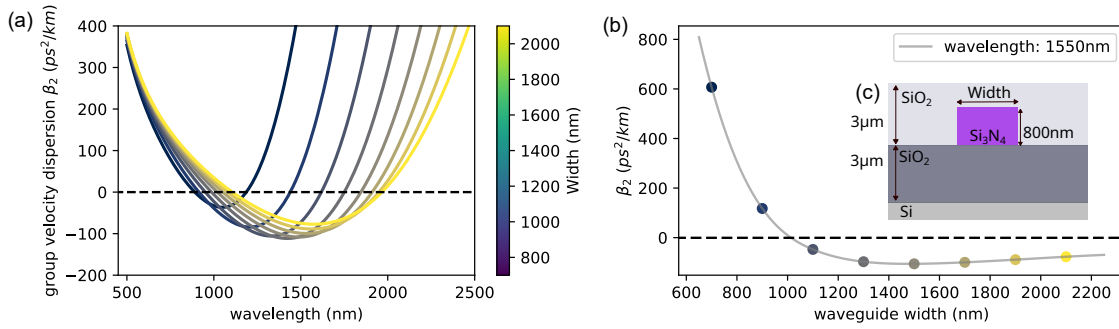 (a)
group velocity dispersion β₂ (ps²/km)
400
300
200
100
0
−100
−200
500
1000
1500
2000
2500
wavelength (nm)
2000
1800
1600
1400
1200
1000
800
Width (nm)
(b)
β₂ (ps²/km)
800
600
400
200
0
600
800
1000
1200
1400
1600
1800
2000
2200
waveguide width (nm)
wavelength: 1550nm
(c)
SiO₂
Width
3µm
Si₃N₄
800nm
3µm
SiO₂
Si